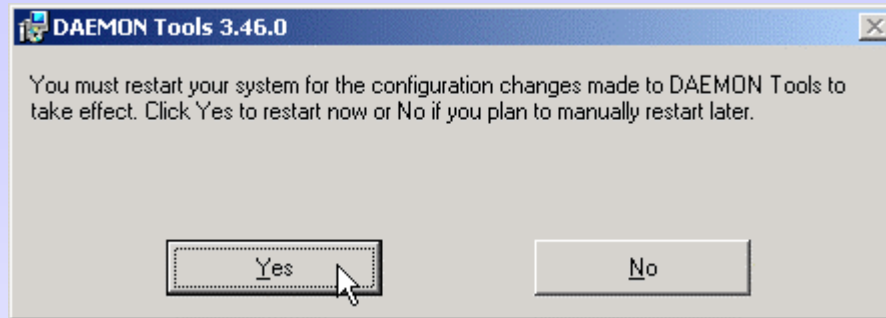 DAEMON Tools 3.46.0
You must restart your system for the configuration changes made to DAEMON Tools to
take effect. Click Yes to restart now or No if you plan to manually restart later.
Yes No